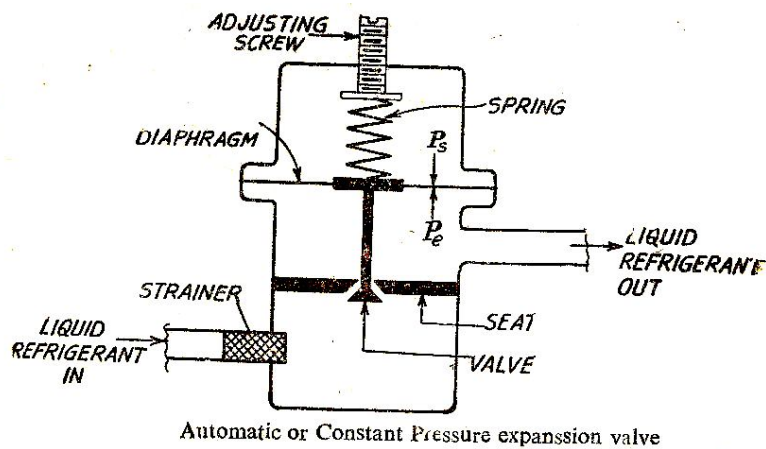 ADJUSTING
SCREW
SPRING
DIAPHRAGM
Ps
Pe
LIQUID
REFRIGERANT
OUT
STRAINER
SEAT
LIQUID
REFRIGERANT
IN
VALVE
Automatic or Constant Pressure expanssion valve